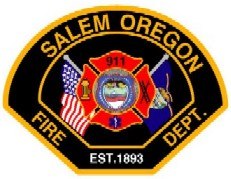 SALEM OREGON
911
FIRE DEPT.
EST.1893